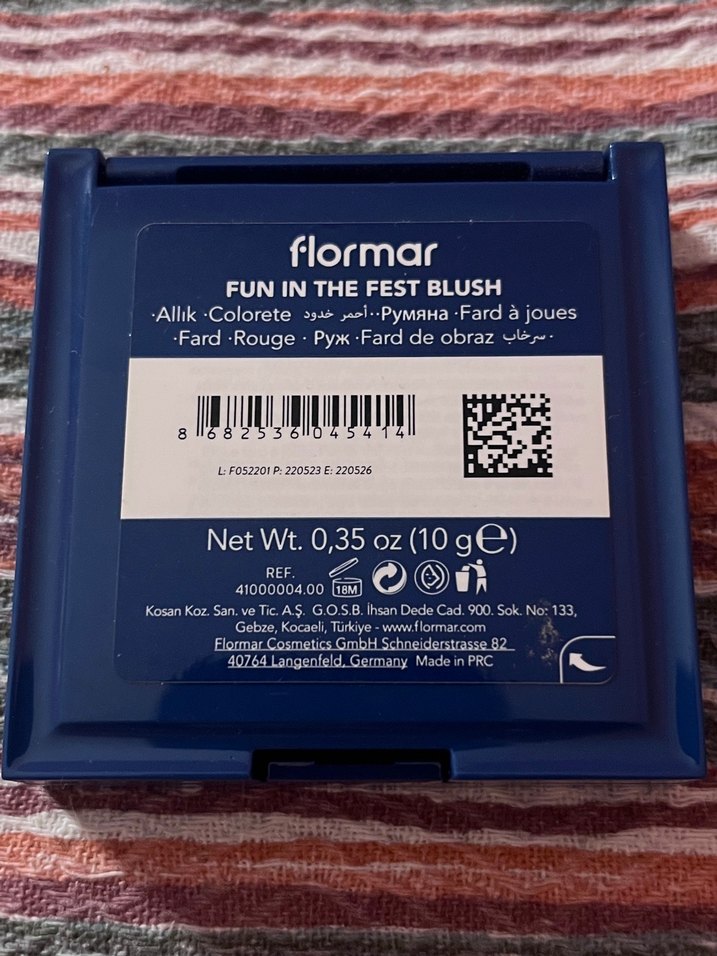 flormar
FUN IN THE FEST BLUSH
·Allık ·Colorete أحمر خدود··Румяна ·Fard à joues
·Fard ·Rouge · Руж ·Fard de obraz سرخاب·
8 682536 045414
L: F052201 P: 220523 E: 220526
Net Wt. 0,35 oz (10 g℮)
REF.
41000004.00
18M
Kosan Koz. San. ve Tic. A.Ş. G.O.S.B. İhsan Dede Cad. 900. Sok. No: 133,
Gebze, Kocaeli, Türkiye - www.flormar.com
Flormar Cosmetics GmbH Schneiderstrasse 82
40764 Langenfeld, Germany Made in PRC